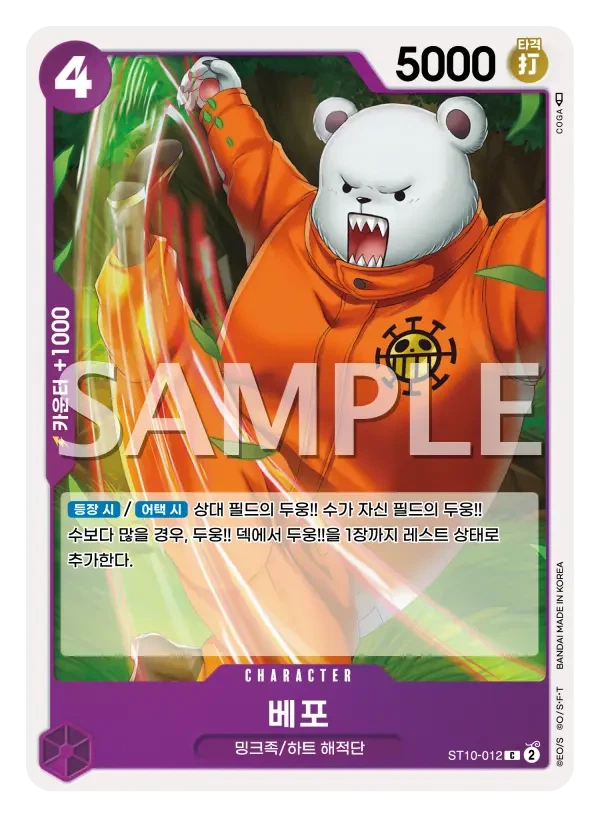 4
5000
타격
打
COGA
카운터 +1000
SAMPLE
등장 시 / 어택 시 상대 필드의 두웅!! 수가 자신 필드의 두웅!!
수보다 많을 경우, 두웅!! 덱에서 두웅!!을 1장까지 레스트 상태로
추가한다.
CHARACTER
베포
밍크족/하트 해적단
ST10-012 C 2
©E.O/S ©O/S·F·T BANDAI MADE IN KOREA